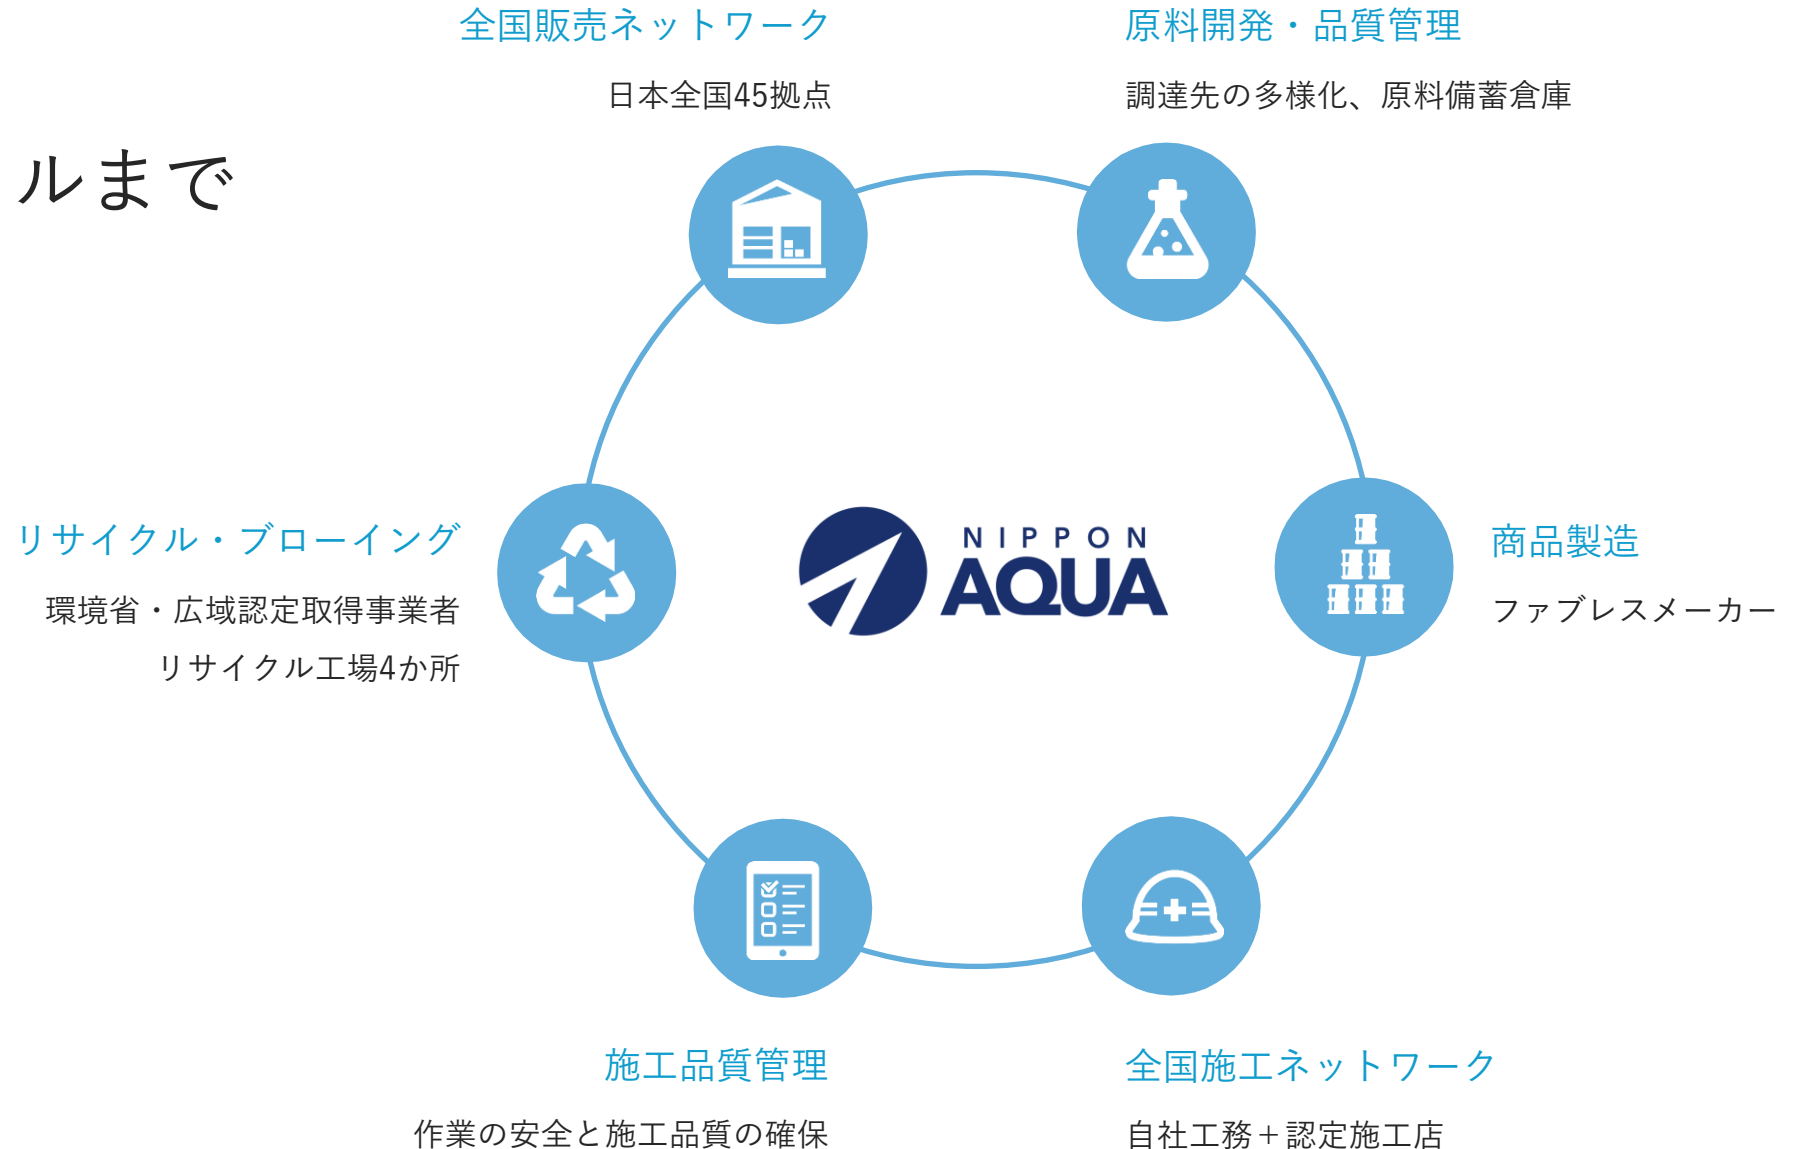 全国販売ネットワーク
日本全国45拠点
原料開発・品質管理
調達先の多様化、原料備蓄倉庫
ルまで
リサイクル・ブローイング
環境省・広域認定取得事業者
リサイクル工場4か所
NIPPON
AQUA
商品製造
ファブレスメーカー
施工品質管理
作業の安全と施工品質の確保
全国施工ネットワーク
自社工務＋認定施工店